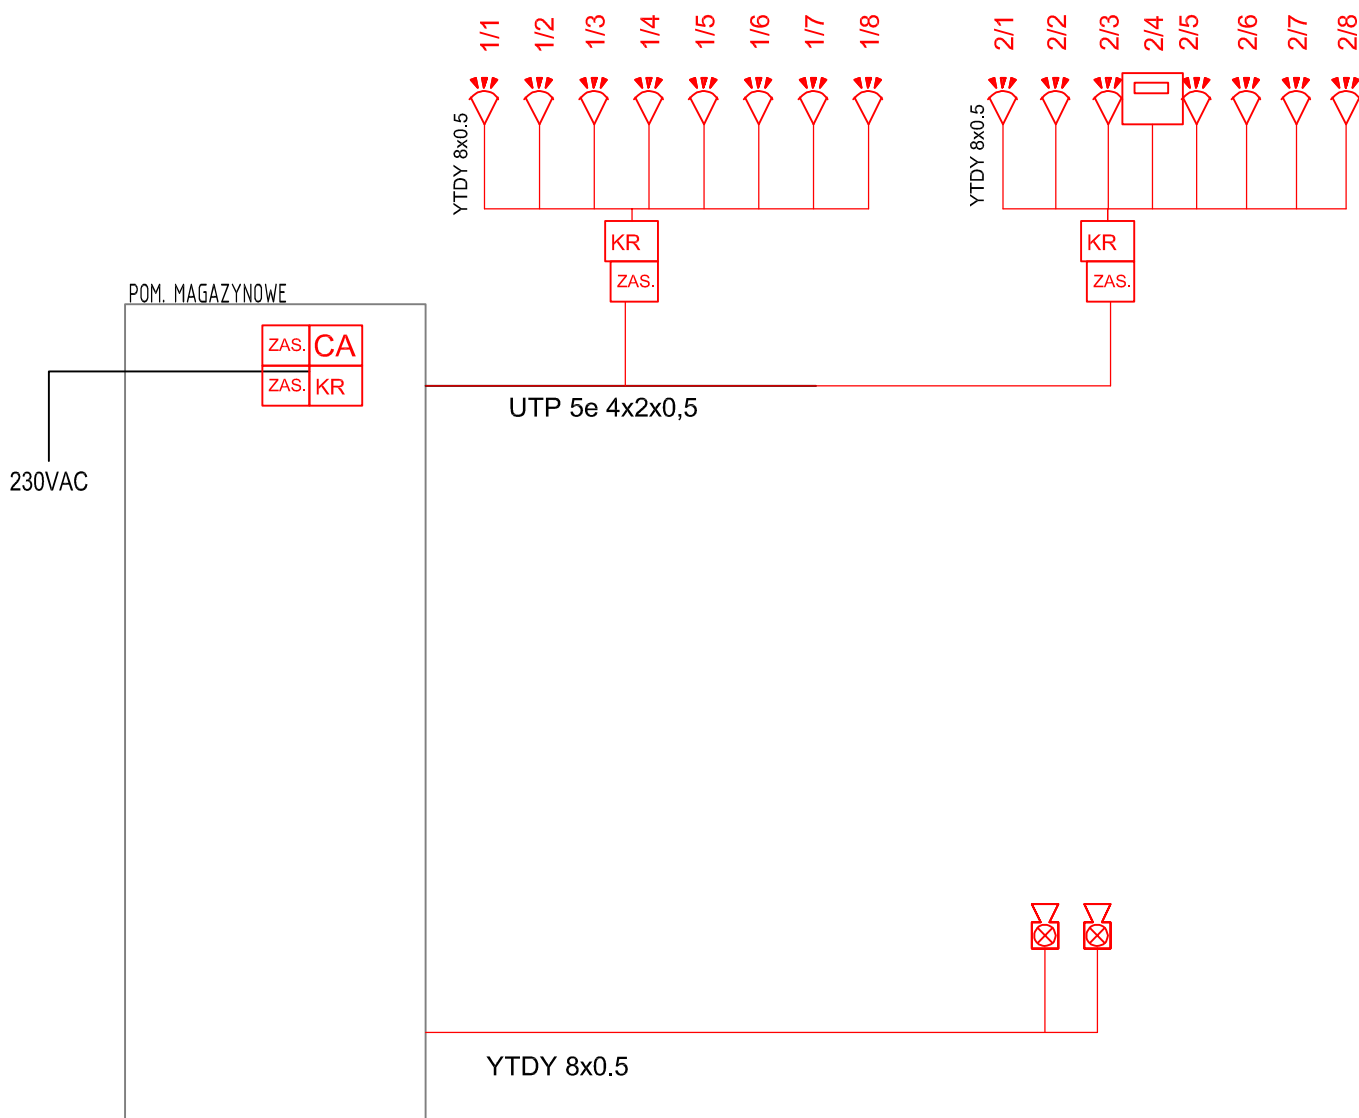 1/1 1/2 1/3 1/4 1/5 1/6 1/7 1/8
2/1 2/2 2/3 2/4 2/5 2/6 2/7 2/8
YTDY 8x0.5
YTDY 8x0.5
KR
ZAS.
KR
ZAS.
POM. MAGAZYNOWE
ZAS. CA
ZAS. KR
UTP 5e 4x2x0,5
230VAC
YTDY 8x0.5